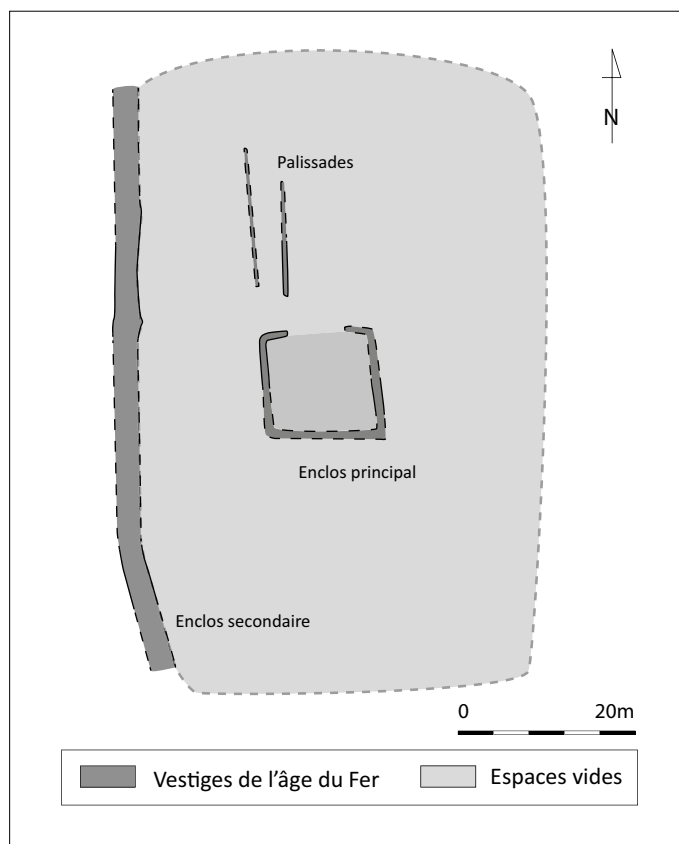 N
Palissades
Enclos principal
Enclos secondaire
0 20m
Vestiges de l’âge du Fer Espaces vides